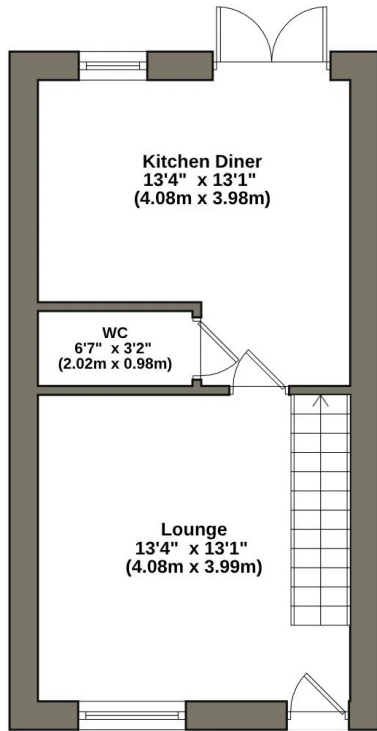 Kitchen Diner
13'4" x 13'1"
(4.08m x 3.98m)
WC
6'7" x 3'2"
(2.02m x 0.98m)
Lounge
13'4" x 13'1"
(4.08m x 3.99m)